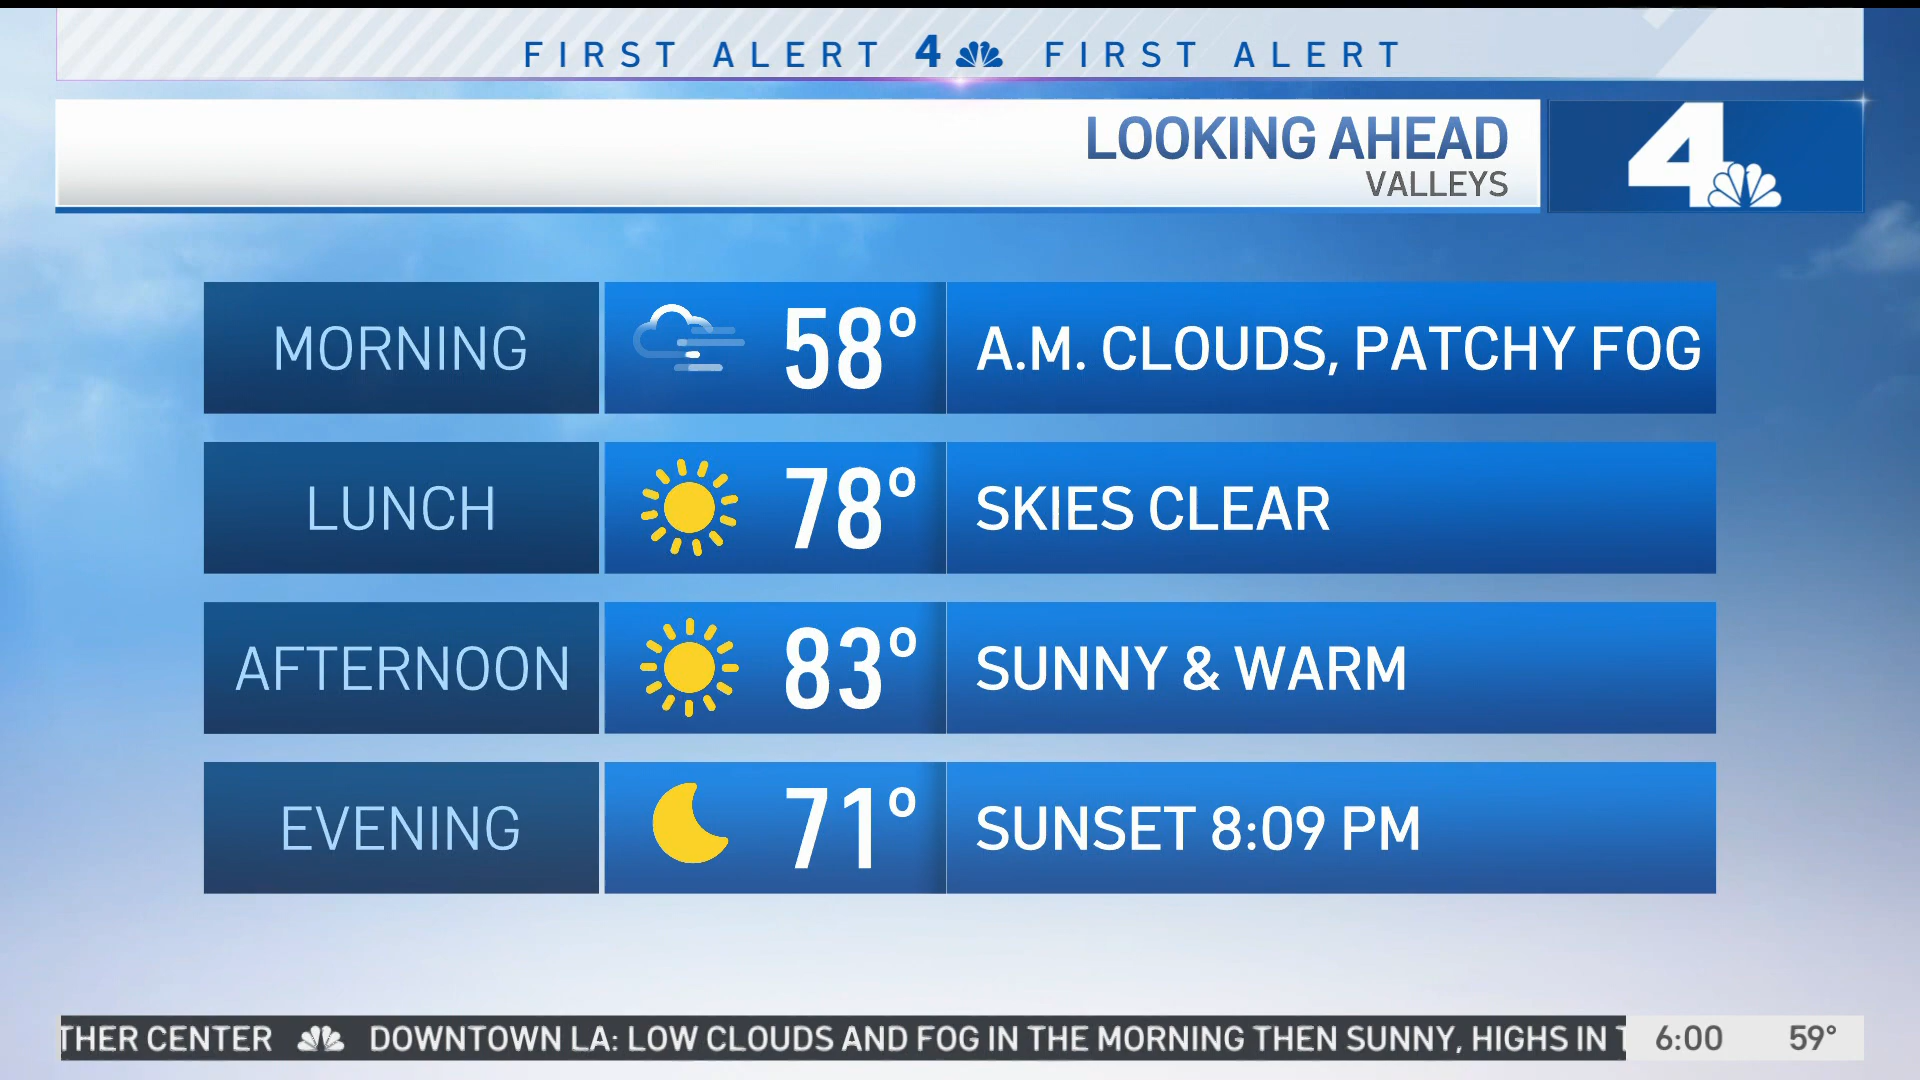 FIRST ALERT 4 FIRST ALERT
LOOKING AHEAD
VALLEYS
4
MORNING 58° A.M. CLOUDS, PATCHY FOG
LUNCH 78° SKIES CLEAR
AFTERNOON 83° SUNNY & WARM
EVENING 71° SUNSET 8:09 PM
THER CENTER DOWNTOWN LA: LOW CLOUDS AND FOG IN THE MORNING THEN SUNNY, HIGHS IN 6:00 59°